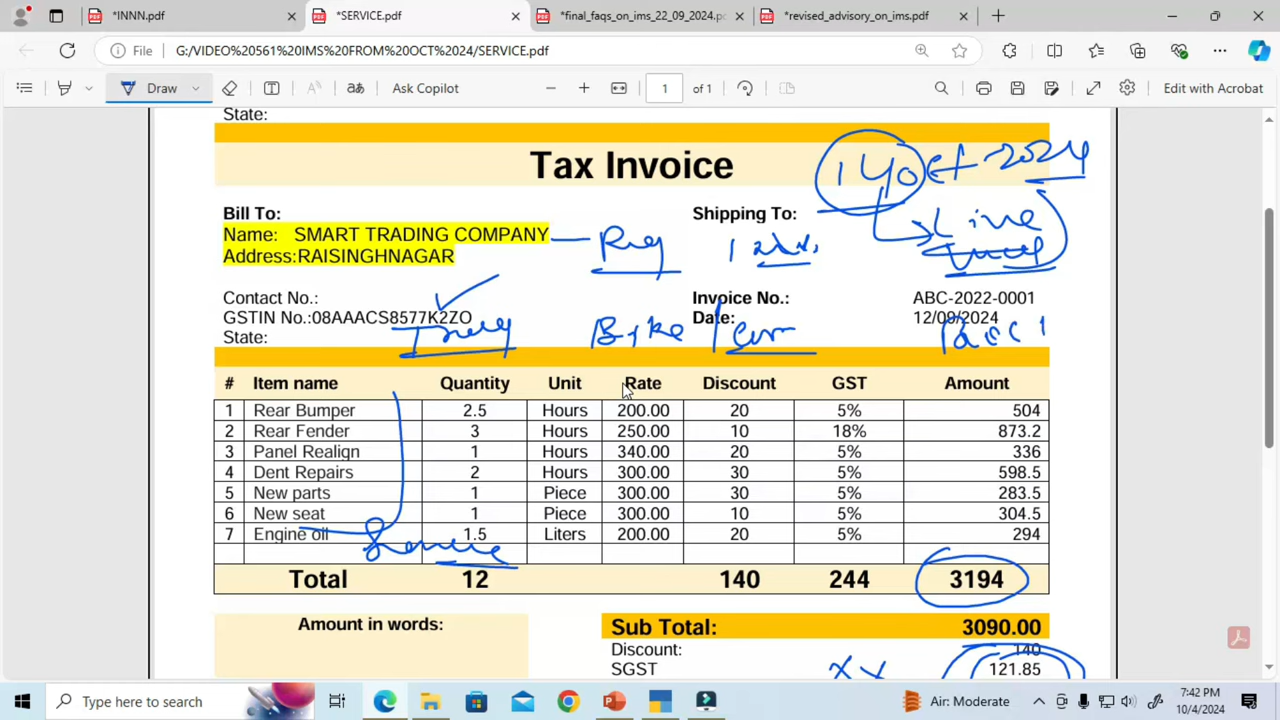 *INNN.pdf
*SERVICE.pdf
*final_faqs_on_ims_22_09_2024.p
*revised_advisory_on_ims.pdf
File
G:/VIDEO%20561%20IMS%20FROM%20OCT%2024/SERVICE.pdf
Draw
Ask Copilot
1
of 1
Edit with Acrobat
State:
Tax Invoice
14 Oct 2024
Bill To:
Shipping To:
Name: SMART TRADING COMPANY
Reg
Live
Address:RAISINGHNAGAR
Contact No.:
Invoice No.:
ABC-2022-0001
GSTIN No.:08AAACS8577K2ZO
Date:
12/09/2024
State:
Bike / Car
# Item name Quantity Unit Rate Discount GST Amount
1 Rear Bumper 2.5 Hours 200.00 20 5% 504
2 Rear Fender 3 Hours 250.00 10 18% 873.2
3 Panel Realign 1 Hours 340.00 20 5% 336
4 Dent Repairs 2 Hours 300.00 30 5% 598.5
5 New parts 1 Piece 300.00 30 5% 283.5
6 New seat 1 Piece 300.00 10 5% 304.5
7 Engine oil 1.5 Liters 200.00 20 5% 294
Service
Total 12 140 244 3194
Amount in words:
Sub Total: 3090.00
Discount: 140
SGST 121.85
Type here to search
Air: Moderate
7:42 PM
10/4/2024